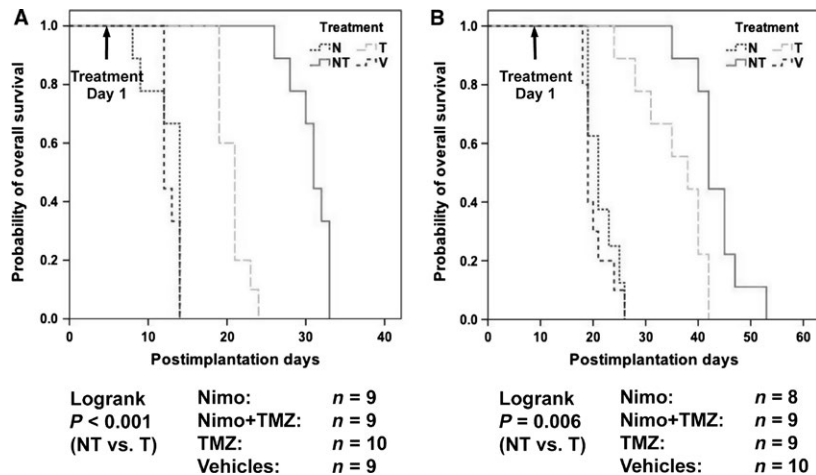 A
Probability of overall survival
1.0
0.8
0.6
0.4
0.2
0.0
Treatment
Day 1
Treatment
N
T
NT
V
0
10
20
30
40
Postimplantation days
Logrank
P < 0.001
(NT vs. T)
Nimo: n = 9
Nimo+TMZ: n = 9
TMZ: n = 10
Vehicles: n = 9
B
Probability of overall survival
1.0
0.8
0.6
0.4
0.2
0.0
Treatment
Day 1
Treatment
N
T
NT
V
0
10
20
30
40
50
60
Postimplantation days
Logrank
P = 0.006
(NT vs. T)
Nimo: n = 8
Nimo+TMZ: n = 9
TMZ: n = 9
Vehicles: n = 10